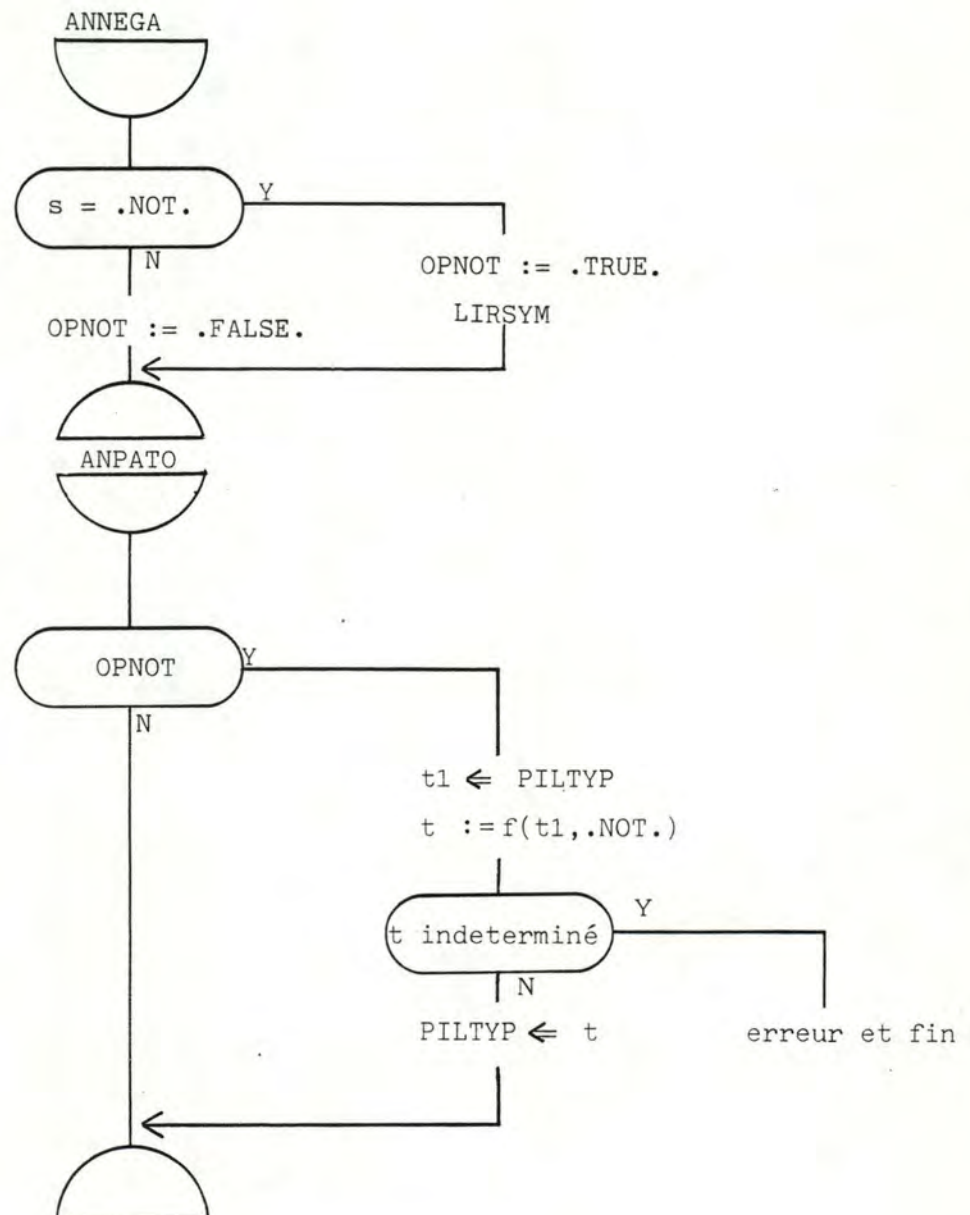 ANNEGA
s = .NOT.
Y
N
OPNOT := .TRUE.
LIRSYM
OPNOT := .FALSE.
ANPATO
OPNOT
Y
N
t1 ⇐ PILTYP
t := f(t1,.NOT.)
t indeterminé
Y
N
PILTYP ⇐ t
erreur et fin